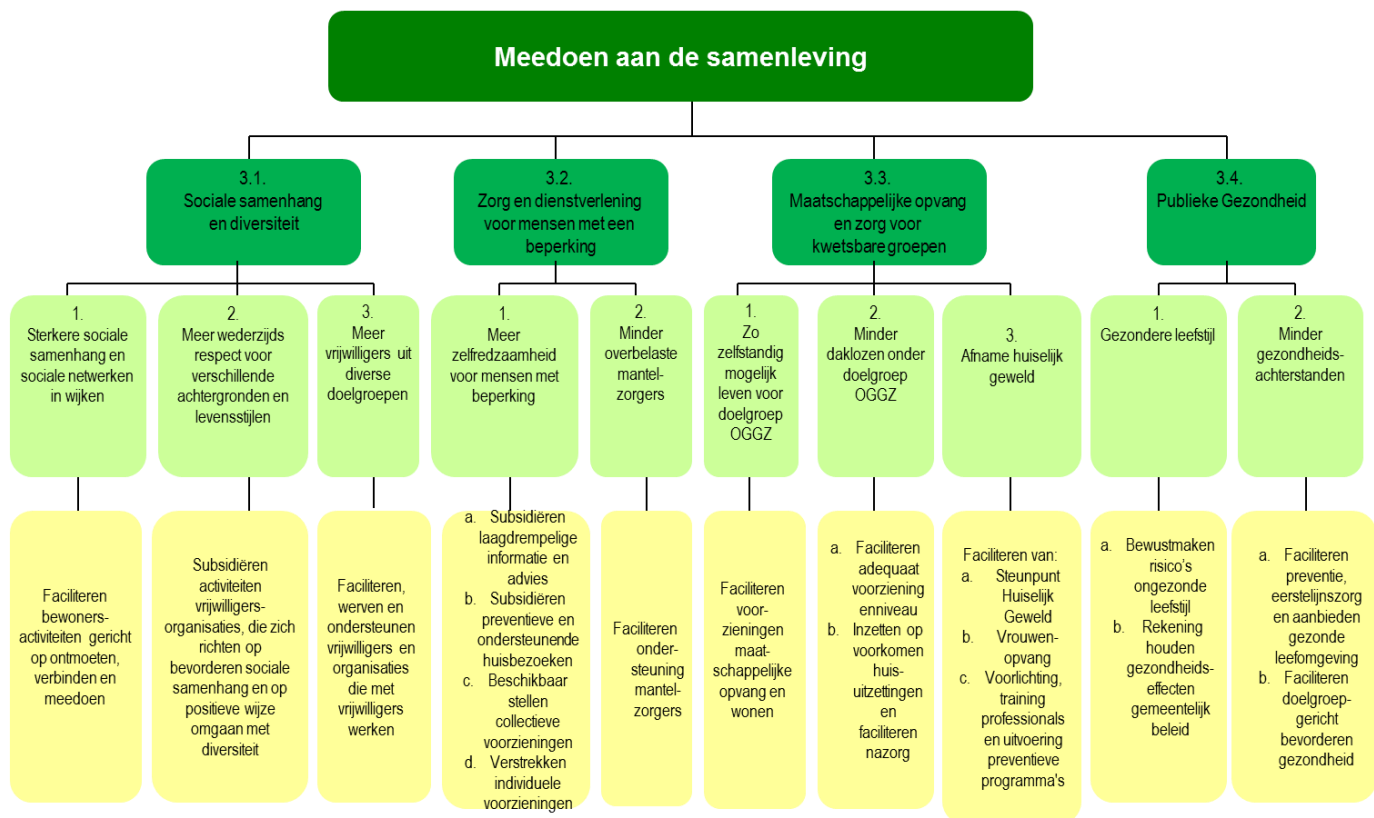 Meedoen aan de samenleving
3.1.
Sociale samenhang
en diversiteit
3.2.
Zorg en dienstverlening
voor mensen met een
beperking
3.3.
Maatschappelijke opvang
en zorg voor
kwetsbare groepen
3.4.
Publieke Gezondheid
1.
Sterkere sociale
samenhang en
sociale netwerken
in wijken
2.
Meer wederzijds
respect voor
verschillende
achtergronden en
levensstijlen
3.
Meer
vrijwilligers uit
diverse
doelgroepen
1.
Meer
zelfredzaamheid
voor mensen met
beperking
2.
Minder
overbelaste
mantel-
zorgers
1.
Zo
zelfstandig
mogelijk
leven voor
doelgroep
OGGZ
2.
Minder
daklozen onder
doelgroep
OGGZ
3.
Afname huiselijk
geweld
1.
Gezondere leefstijl
2.
Minder
gezondheids-
achterstanden
Faciliteren
bewoners-
activiteiten gericht
op ontmoeten,
verbinden en
meedoen
Subsidiëren
activiteiten
vrijwilligers-
organisaties, die zich
richten op
bevorderen sociale
samenhang en op
positieve wijze
omgaan met
diversiteit
Faciliteren,
werven en
ondersteunen
vrijwilligers en
organisaties
die met
vrijwilligers
werken
a. Subsidiëren
laagdrempelige
informatie en
advies
b. Subsidiëren
preventieve en
ondersteunende
huisbezoeken
c. Beschikbaar
stellen
collectieve
voorzieningen
d. Verstrekken
individuele
voorzieningen
Faciliteren
onder-
steuning
mantel-
zorgers
Faciliteren
voor-
zieningen
maat-
schappelijke
opvang en
wonen
a. Faciliteren
adequaat
voorziening
enniveau
b. Inzetten op
voorkomen
huis-
uitzettingen
en
faciliteren
nazorg
Faciliteren van:
a. Steunpunt
Huiselijk
Geweld
b. Vrouwen-
opvang
c. Voorlichting,
training
professionals
en uitvoering
preventieve
programma's
a. Bewustmaken
risico's
ongezonde
leefstijl
b. Rekening
houden
gezondheids-
effecten
gemeentelijk
beleid
a. Faciliteren
preventie,
eerstelijnszorg
en aanbieden
gezonde
leefomgeving
b. Faciliteren
doelgroep-
gericht
bevorderen
gezondheid